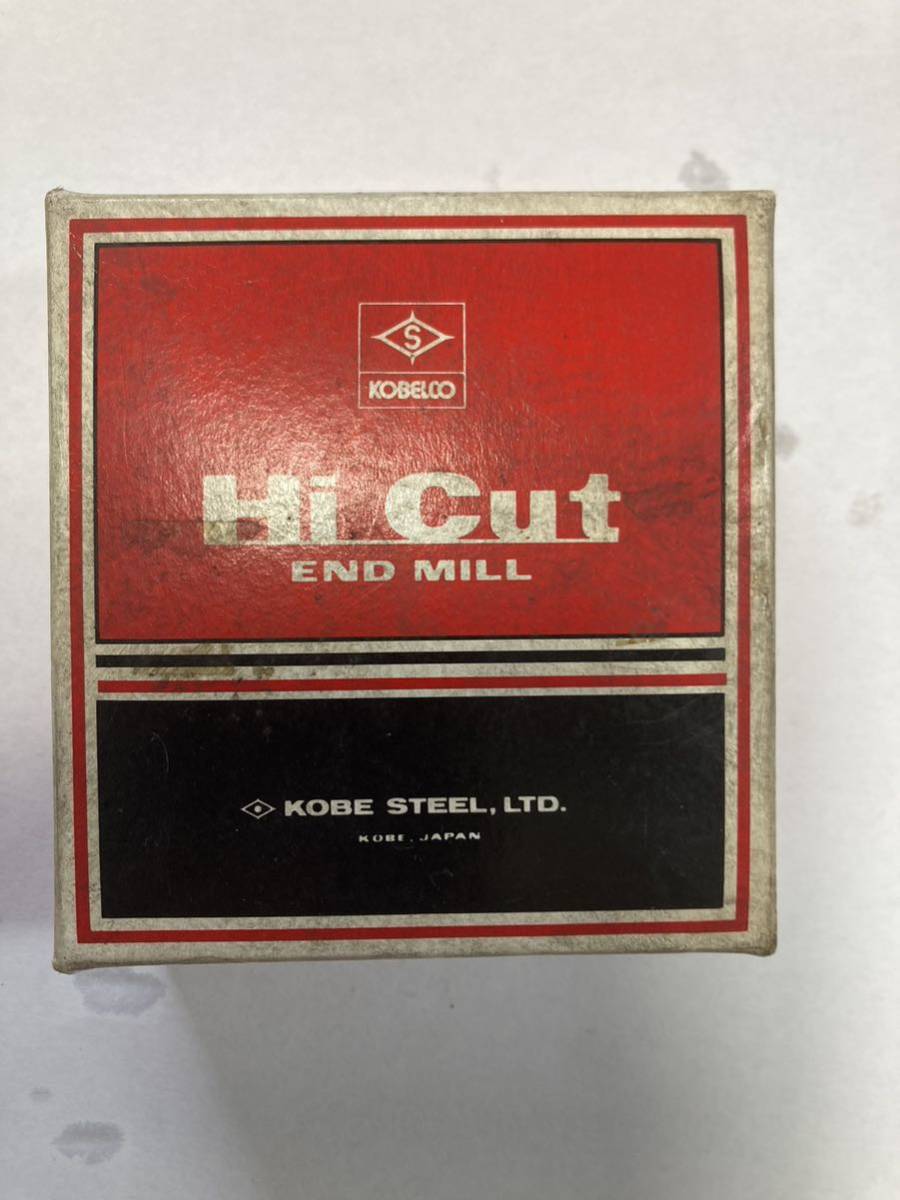 S
KOBELCO
Hi Cut
END MILL
KOBE STEEL, LTD.
KOBE, JAPAN